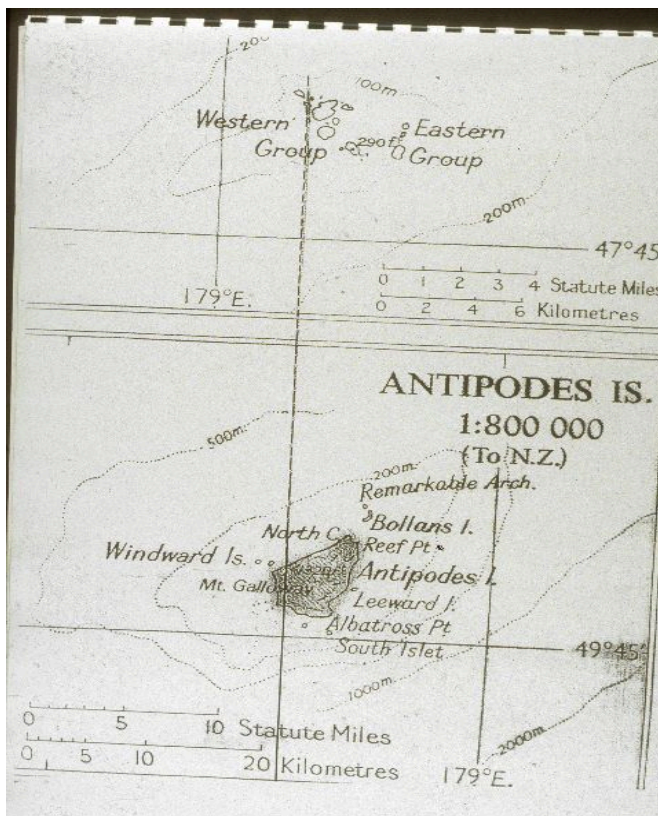 200
100m
Western
Group
290ft
Eastern
Group
200m.
47°45
179°E.
0 1 2 3 4 Statute Miles
0 2 4 6 Kilometres
ANTIPODES IS.
1:800 000
(To N.Z.)
500m.
200m.
Remarkable Arch.
Bollans I.
North C.
Reef Pt.
Windward Is.
Mt. Galloway
Antipodes I.
Leeward I.
Albatross Pt
South Islet
49°45'
1000m.
2000m.
0 5 10 Statute Miles
0 5 10 20 Kilometres
179°E.